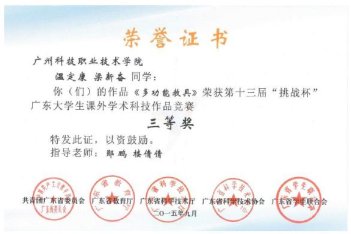 荣誉证书
广州科技职业技术学院
温定康 梁新奋 同学：
你（们）的作品《多功能教具》荣获第十三届“挑战杯”
广东大学生课外学术科技作品竞赛
三等奖
特发此证，以资鼓励。
指导老师：鄢鹏 楼倩倩
共青团广东省委员会 广东省教育厅 广东省科学技术厅 广东省科学技术协会 广东省学生联合会
二〇一五年九月